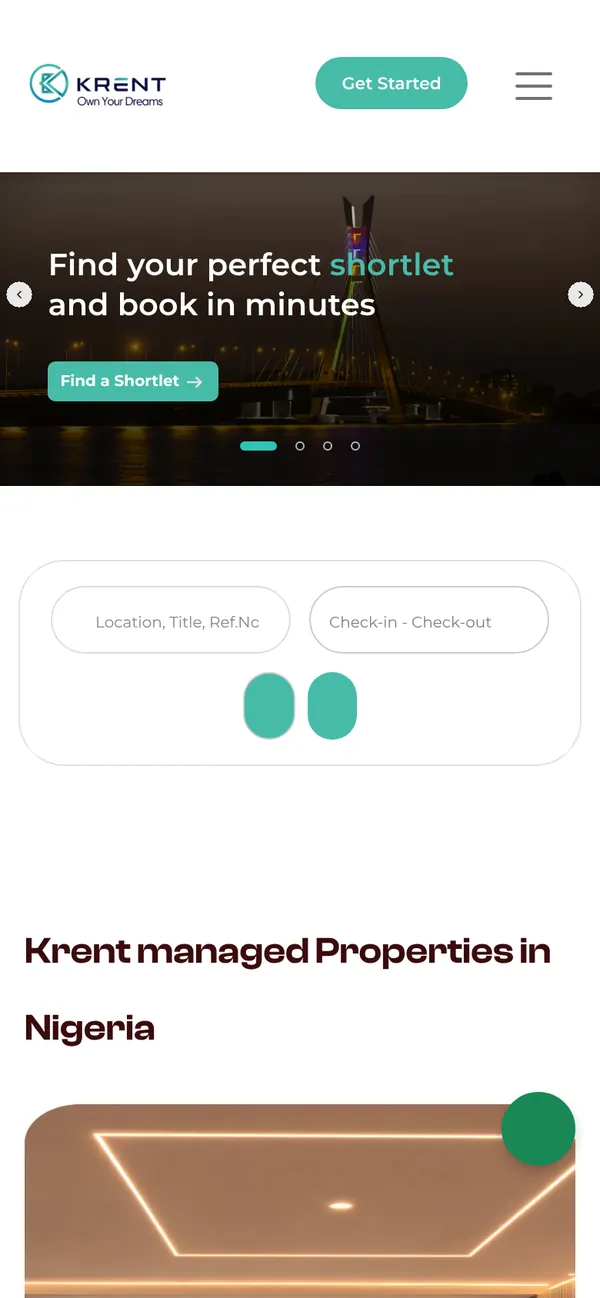 KRENT
Own Your Dreams
Get Started
Find your perfect shortlet
and book in minutes
Find a Shortlet
Location, Title, Ref.No
Check-in - Check-out
Krent managed Properties in
Nigeria